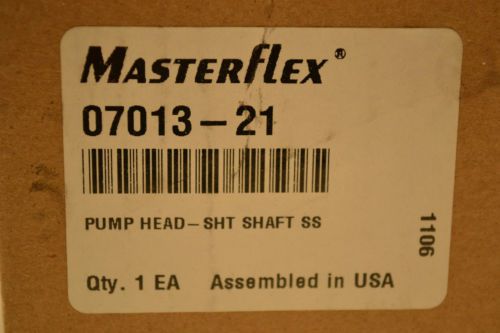 MASTERFLEX®
07013-21
PUMP HEAD-SHT SHAFT SS
1106
Qty. 1 EA Assembled in USA